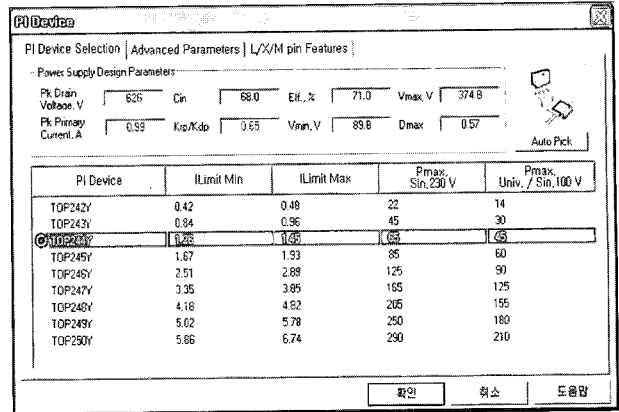 PI Device
PI Device Selection Advanced Parameters L/X/M pin Features
Power Supply Design Parameters
Pk Drain Voltage, V 626 Cin 68.0 Eff., % 71.0 Vmax, V 374.8
Pk Primary Current, A 0.99 Krp/Kdp 0.65 Vmin, V 89.8 Dmax 0.57
Auto Pick
PI Device ILimit Min ILimit Max Pmax, Sin,230 V Pmax, Univ. / Sin,100 V
TOP242Y 0.42 0.48 22 14
TOP243Y 0.84 0.96 45 30
TOP244Y 1.26 1.45 65 45
TOP245Y 1.67 1.93 85 60
TOP246Y 2.51 2.89 125 90
TOP247Y 3.35 3.85 165 125
TOP248Y 4.18 4.82 205 155
TOP249Y 5.02 5.78 250 180
TOP250Y 5.86 6.74 290 210
확인 취소 도움말